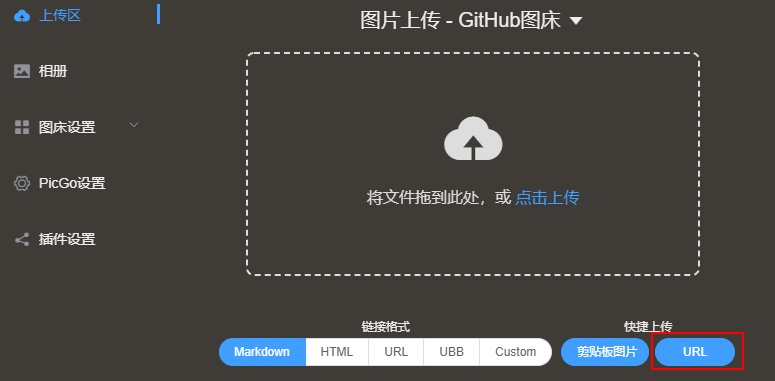 上传区
相册
图床设置
PicGo设置
插件设置
图片上传 - GitHub图床
将文件拖到此处，或 点击上传
链接格式
Markdown HTML URL UBB Custom
快捷上传
剪贴板图片 URL